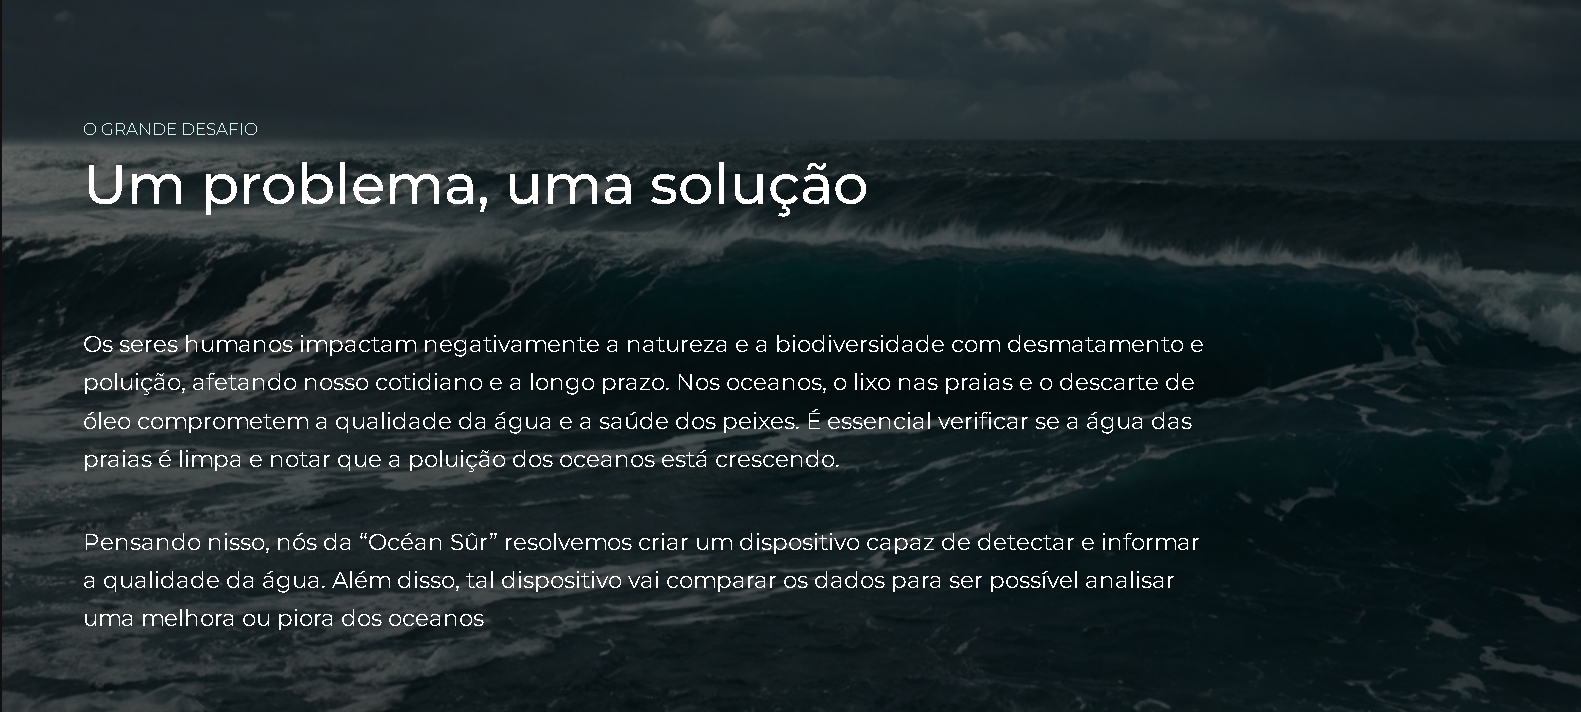 O GRANDE DESAFIO
Um problema, uma solução
Os seres humanos impactam negativamente a natureza e a biodiversidade com desmatamento e
poluição, afetando nosso cotidiano e a longo prazo. Nos oceanos, o lixo nas praias e o descarte de
óleo comprometem a qualidade da água e a saúde dos peixes. É essencial verificar se a água das
praias é limpa e notar que a poluição dos oceanos está crescendo.
Pensando nisso, nós da “Océan Sûr” resolvemos criar um dispositivo capaz de detectar e informar
a qualidade da água. Além disso, tal dispositivo vai comparar os dados para ser possível analisar
uma melhora ou piora dos oceanos